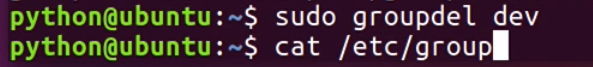 python@ubuntu:~$ sudo groupdel dev
python@ubuntu:~$ cat /etc/group